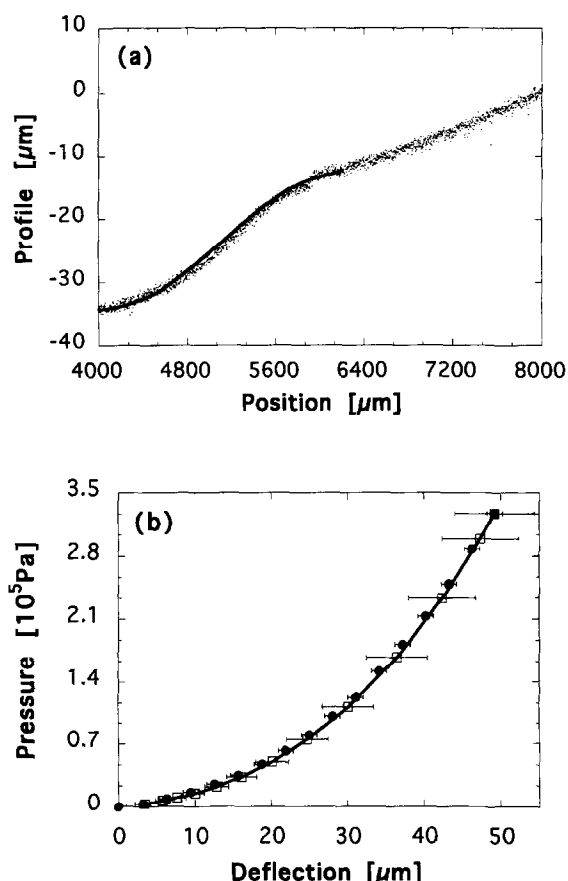 10
(a)
0
-10
-20
-30
-40
Profile [μm]
4000 4800 5600 6400 7200 8000
Position [μm]
3.5
(b)
2.8
2.1
1.4
0.7
0
Pressure [10⁵Pa]
0 10 20 30 40 50
Deflection [μm]